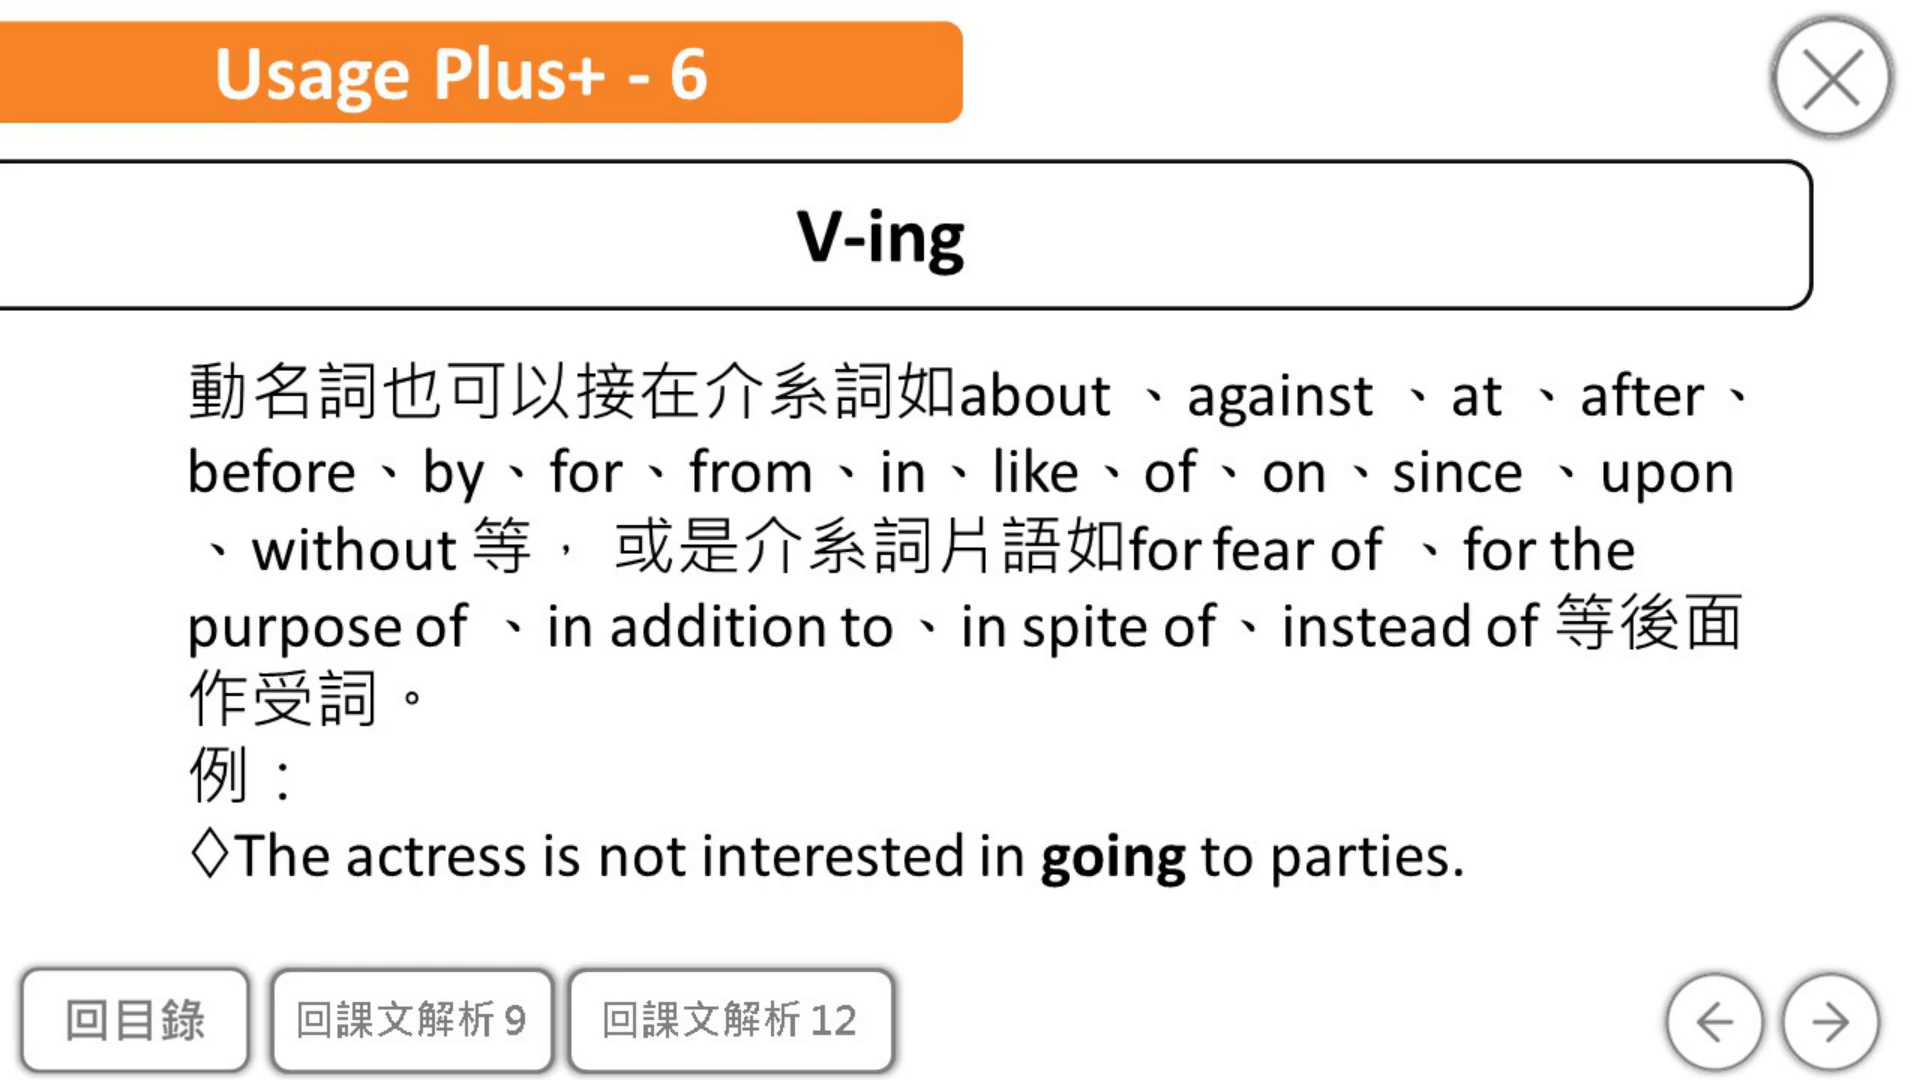 Usage Plus+ - 6
V-ing
動名詞也可以接在介系詞如about、against、at、after、
before、by、for、from、in、like、of、on、since、upon
、without 等，或是介系詞片語如for fear of、for the
purpose of、in addition to、in spite of、instead of 等後面
作受詞。
例：
◊The actress is not interested in going to parties.
回目錄 回課文解析 9 回課文解析 12